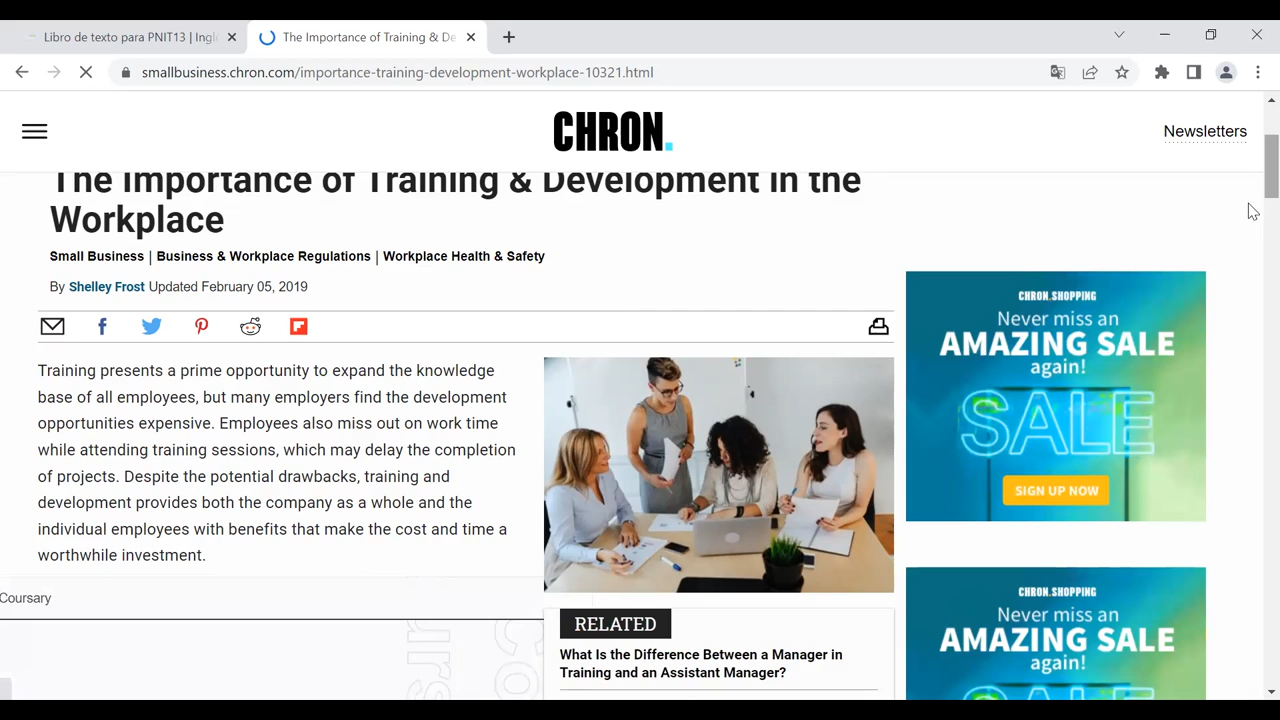 Libro de texto para PNIT13 | Ingl
The Importance of Training & De
smallbusiness.chron.com/importance-training-development-workplace-10321.html
CHRON.
Newsletters
The Importance of Training & Development in the
Workplace
Small Business | Business & Workplace Regulations | Workplace Health & Safety
By Shelley Frost Updated February 05, 2019
Training presents a prime opportunity to expand the knowledge
base of all employees, but many employers find the development
opportunities expensive. Employees also miss out on work time
while attending training sessions, which may delay the completion
of projects. Despite the potential drawbacks, training and
development provides both the company as a whole and the
individual employees with benefits that make the cost and time a
worthwhile investment.
Coursary
RELATED
What Is the Difference Between a Manager in
Training and an Assistant Manager?
CHRON.SHOPPING
Never miss an
AMAZING SALE
again!
SALE
SIGN UP NOW
CHRON.SHOPPING
Never miss an
AMAZING SALE
again!
SALE